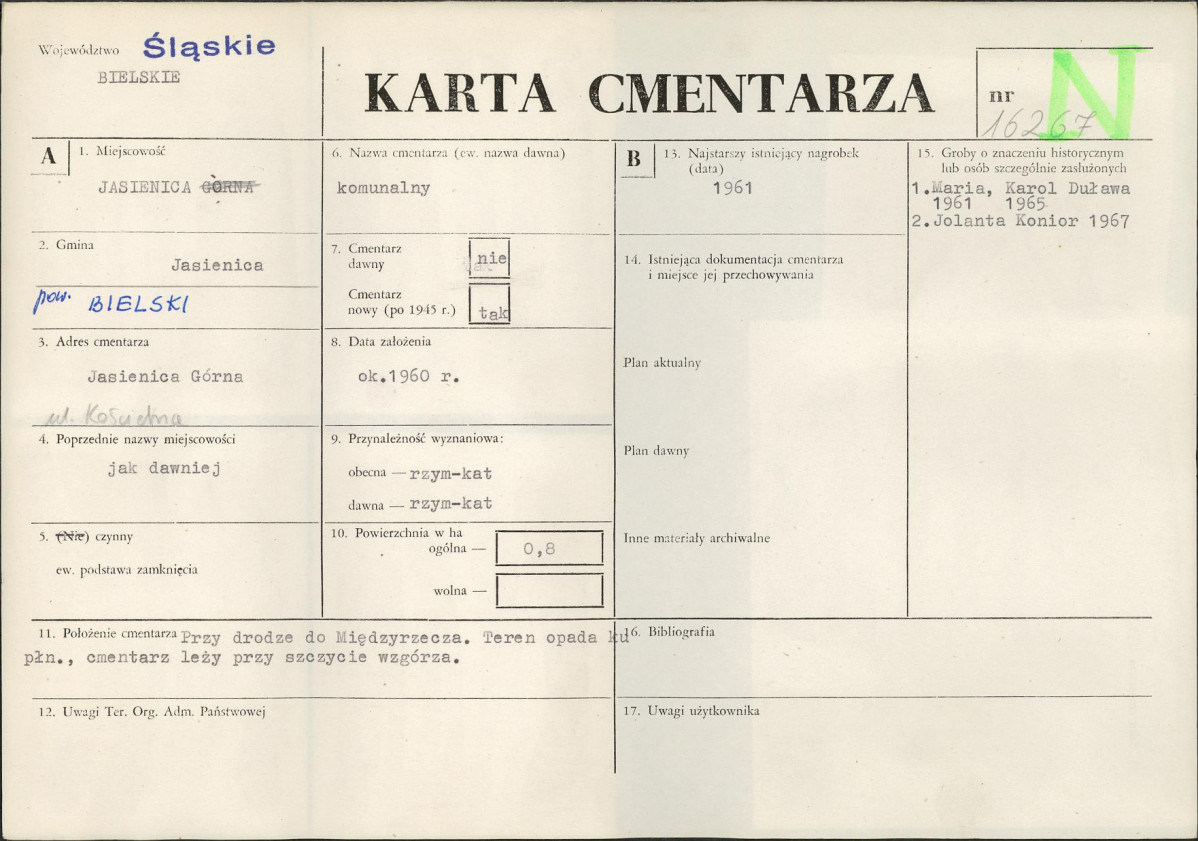 Województwo Śląskie
BIELSKIE
KARTA CMENTARZA
nr
16267
N
A
1. Miejscowość
JASIENICA GÓRNA
2. Gmina
Jasienica
pow. BIELSKI
3. Adres cmentarza
Jasienica Górna
ul. Kościelna
4. Poprzednie nazwy miejscowości
jak dawniej
5. (Nie) czynny
ew. podstawa zamknięcia
6. Nazwa cmentarza (ew. nazwa dawna)
komunalny
7. Cmentarz
dawny
nie
Cmentarz
nowy (po 1945 r.)
tak
8. Data założenia
ok.1960 r.
9. Przynależność wyznaniowa:
obecna — rzym-kat
dawna — rzym-kat
10. Powierzchnia w ha
ogólna — 0,8
wolna —
11. Położenie cmentarza Przy drodze do Międzyrzecza. Teren opada ku
płn., cmentarz leży przy szczycie wzgórza.
12. Uwagi Ter. Org. Adm. Państwowej
B
13. Najstarszy istniejący nagrobek
(data)
1961
14. Istniejąca dokumentacja cmentarza
i miejsce jej przechowywania
Plan aktualny
Plan dawny
Inne materiały archiwalne
15. Groby o znaczeniu historycznym
lub osób szczególnie zasłużonych
1.Maria, Karol Duława
1961 1965
2.Jolanta Konior 1967
16. Bibliografia
17. Uwagi użytkownika